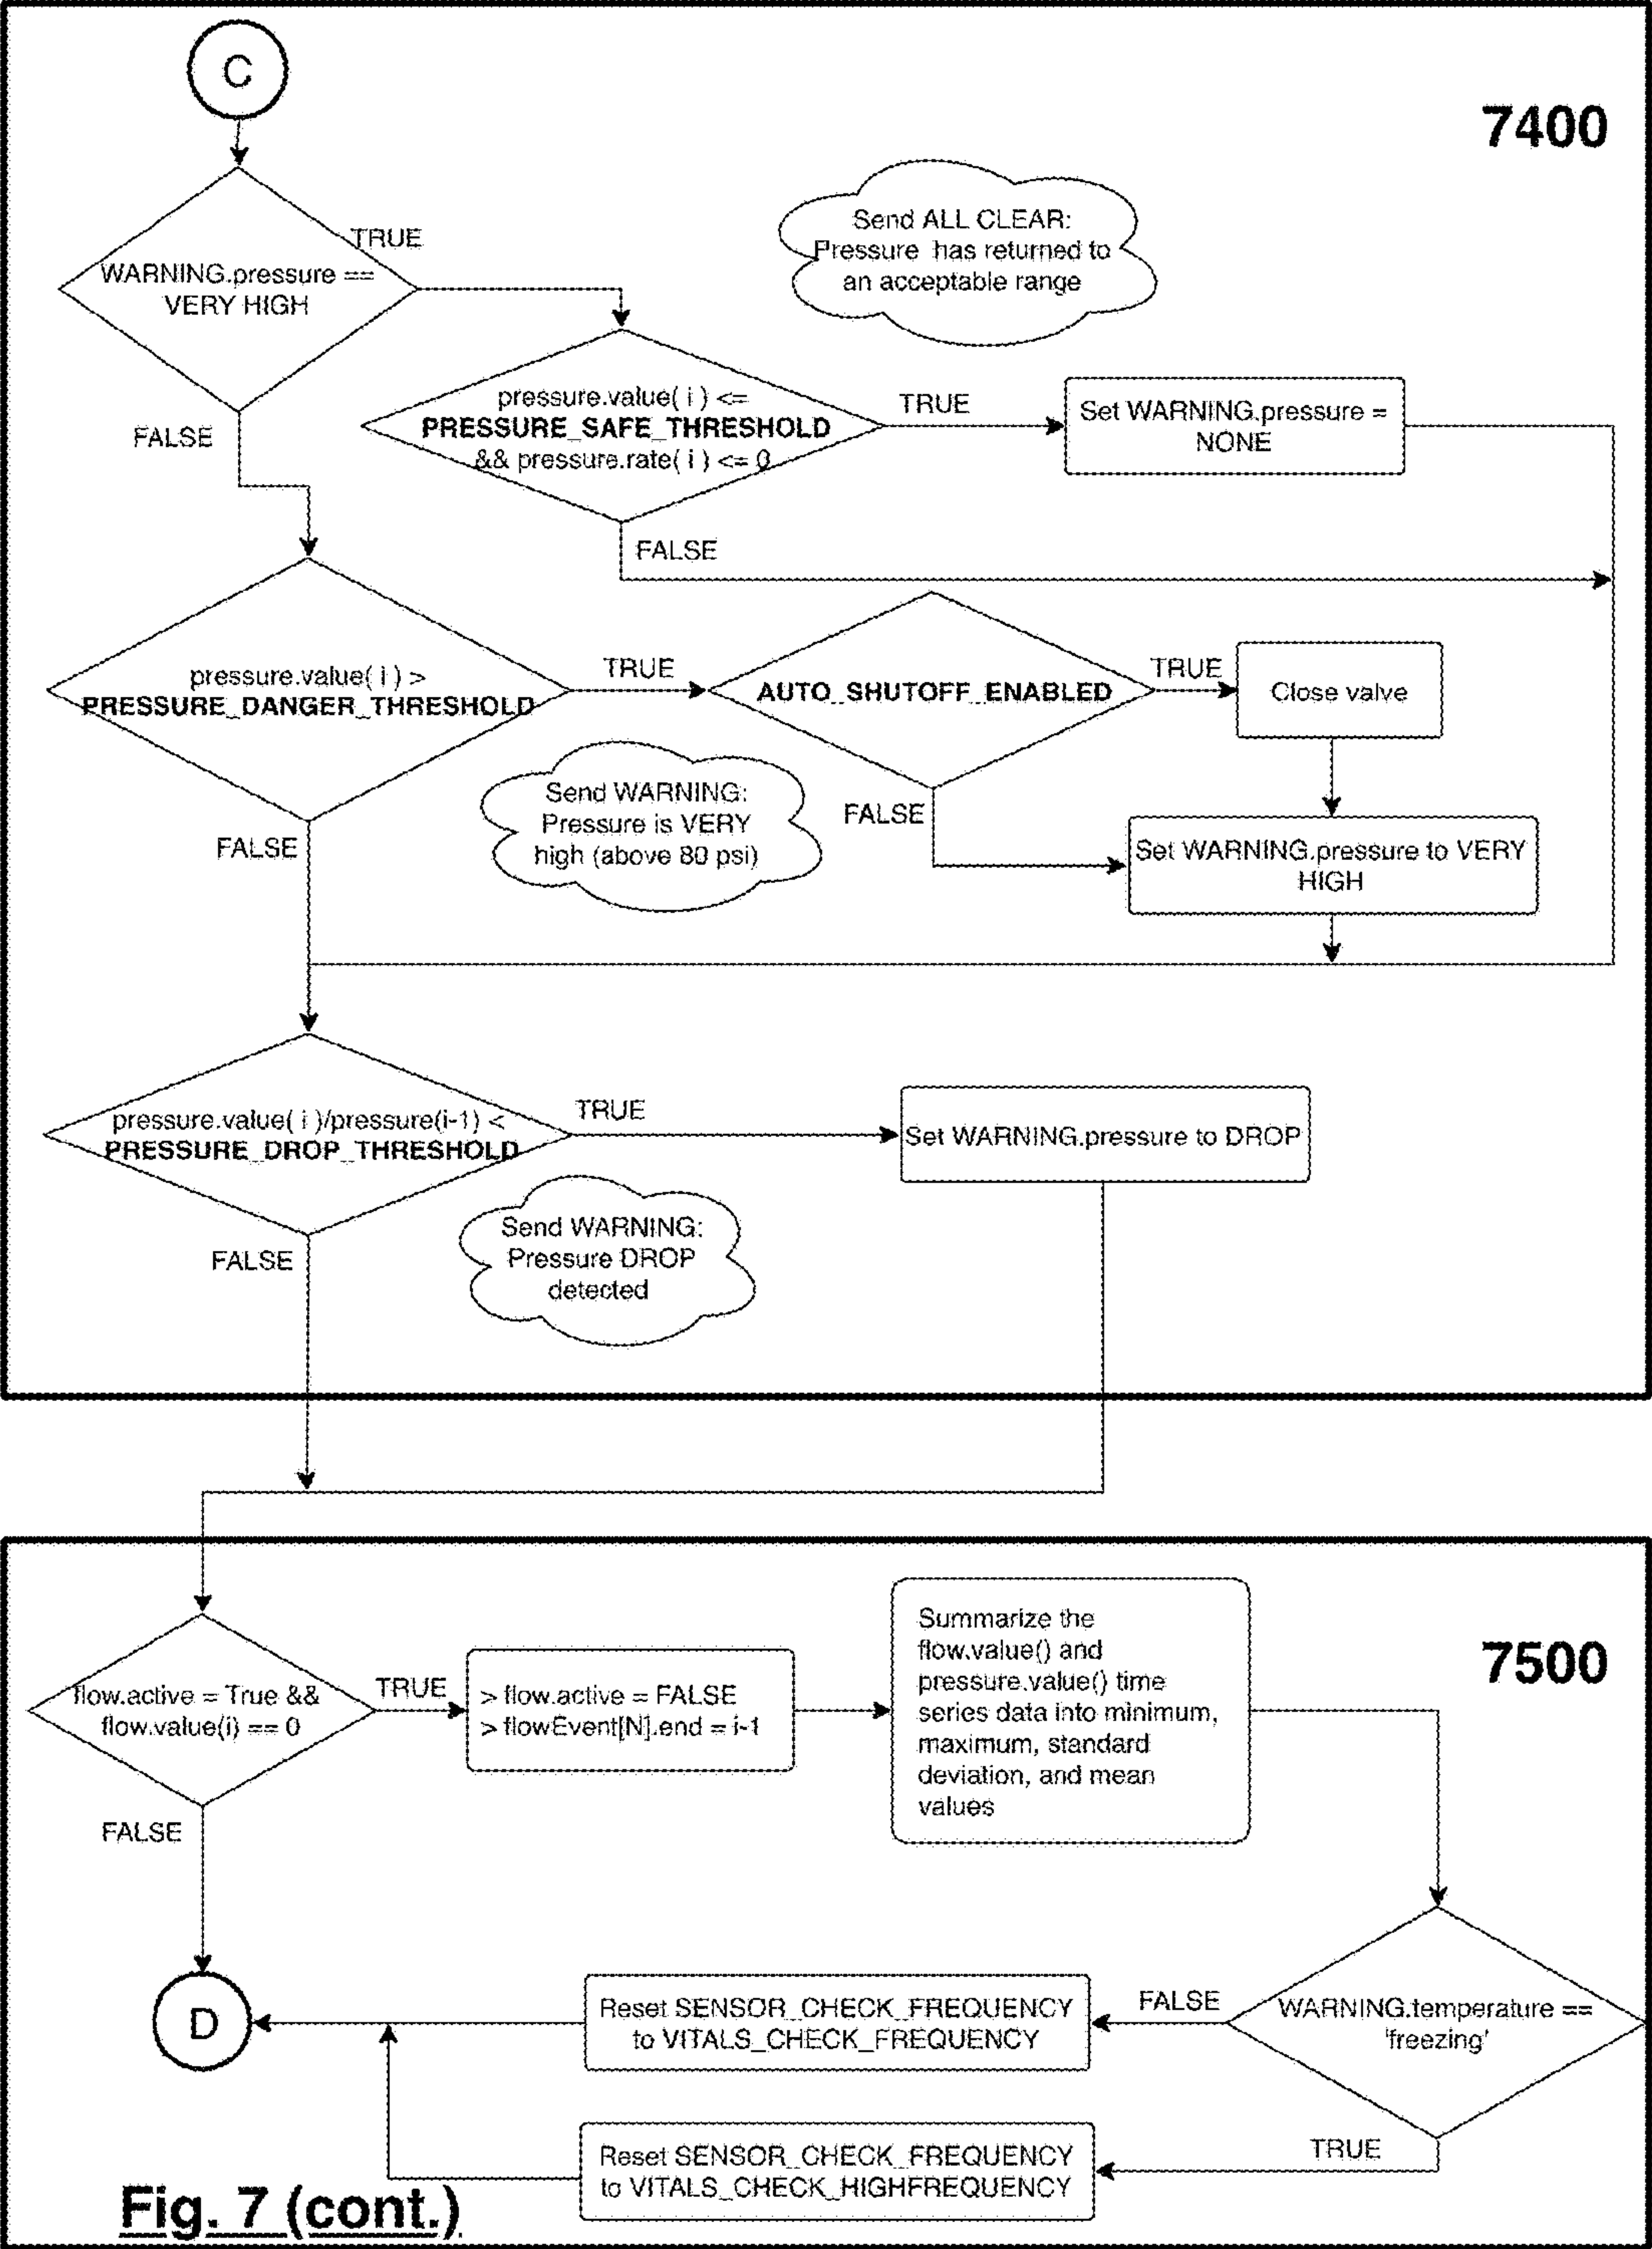 C
7400
TRUE
WARNING.pressure ==
VERY HIGH
Send ALL CLEAR:
Pressure has returned to
an acceptable range
FALSE
pressure.value( i ) <=
PRESSURE_SAFE_THRESHOLD
&& pressure.rate( i ) <= 0
TRUE
Set WARNING.pressure =
NONE
FALSE
pressure.value( i ) >
PRESSURE_DANGER_THRESHOLD
TRUE
AUTO_SHUTOFF_ENABLED
TRUE
Close valve
FALSE
Send WARNING:
Pressure is VERY
high (above 80 psi)
FALSE
Set WARNING.pressure to VERY
HIGH
pressure.value( i )/pressure(i-1) <
PRESSURE_DROP_THRESHOLD
TRUE
Set WARNING.pressure to DROP
FALSE
Send WARNING:
Pressure DROP
detected
7500
flow.active = True &&
flow.value(i) == 0
TRUE
> flow.active = FALSE
> flowEvent[N].end = i-1
Summarize the
flow.value() and
pressure.value() time
series data into minimum,
maximum, standard
deviation, and mean
values
FALSE
D
Reset SENSOR_CHECK_FREQUENCY
to VITALS_CHECK_FREQUENCY
FALSE
WARNING.temperature ==
'freezing'
Reset SENSOR_CHECK_FREQUENCY
to VITALS_CHECK_HIGHFREQUENCY
TRUE
Fig. 7 (cont.)